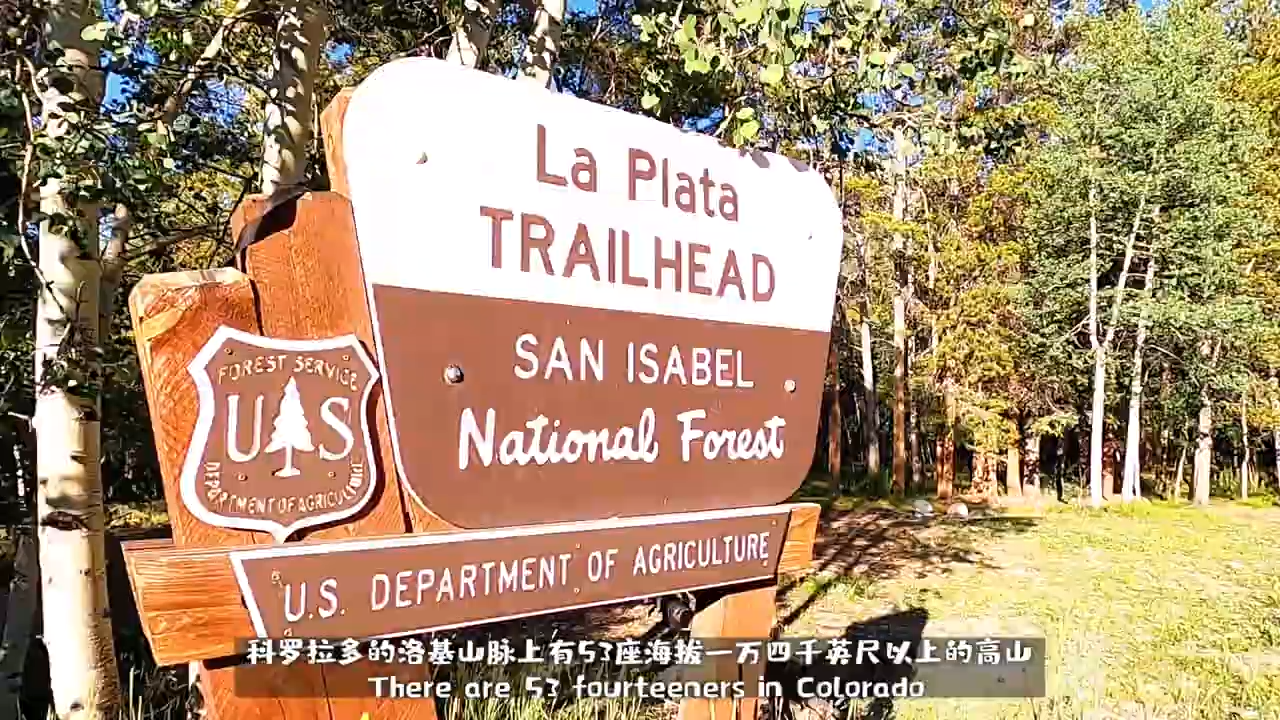 La Plata
TRAILHEAD
SAN ISABEL
National Forest
FOREST SERVICE
U S
DEPARTMENT OF AGRICULTURE
U.S. DEPARTMENT OF AGRICULTURE
科罗拉多的洛基山脉上有53座海拔一万四千英尺以上的高山
There are 53 fourteeners in Colorado